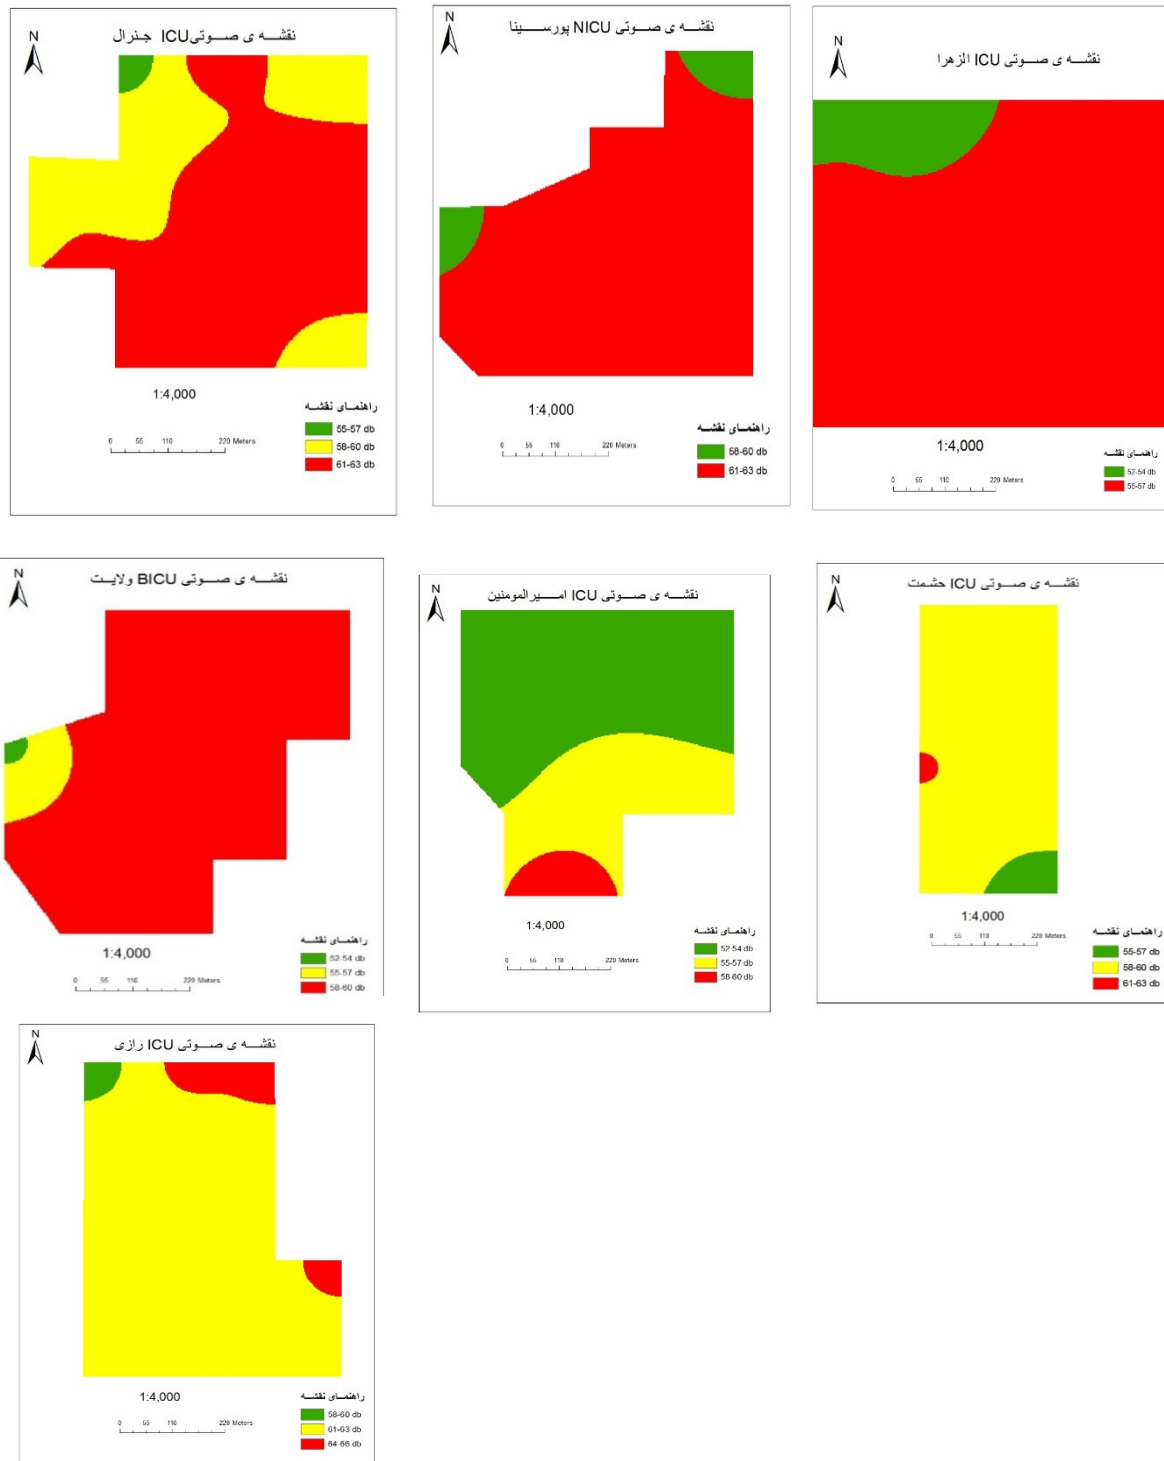 N
نقشه ی صوتی ICU جنرال
1:4,000
0 55 110 220 Meters
راهنمای نقشه
55-57 db
58-60 db
61-63 db
N
نقشه ی صوتی NICU پورسینا
1:4,000
0 55 110 220 Meters
راهنمای نقشه
58-60 db
61-63 db
N
نقشه ی صوتی ICU الزهرا
1:4,000
0 55 110 220 Meters
راهنمای نقشه
52-54 db
55-57 db
N
نقشه ی صوتی BICU ولایت
1:4,000
0 55 110 220 Meters
راهنمای نقشه
52-54 db
55-57 db
58-60 db
N
نقشه ی صوتی ICU امیرالمومنین
1:4,000
0 55 110 220 Meters
راهنمای نقشه
52-54 db
55-57 db
58-60 db
N
نقشه ی صوتی ICU حشمت
1:4,000
0 55 110 220 Meters
راهنمای نقشه
55-57 db
58-60 db
61-63 db
N
نقشه ی صوتی ICU رازی
1:4,000
0 55 110 220 Meters
راهنمای نقشه
58-60 db
61-63 db
64-66 db